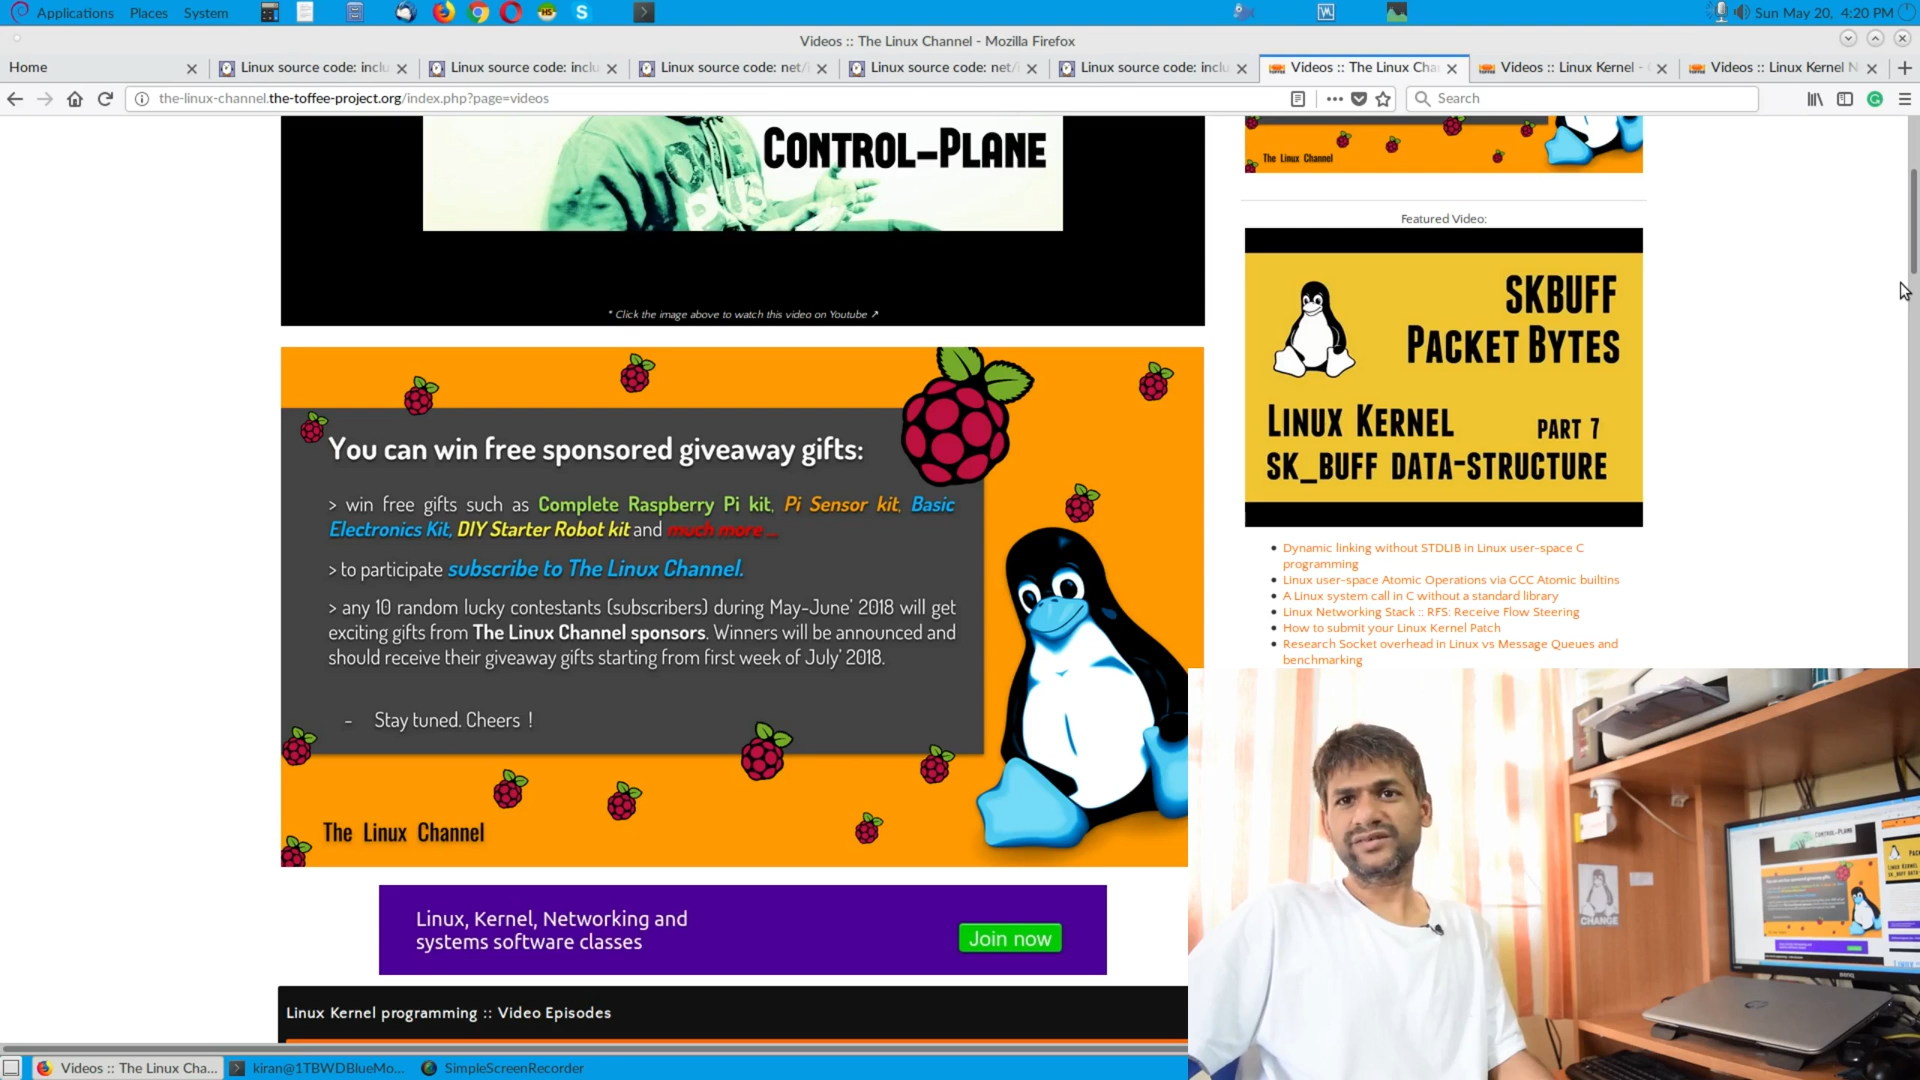 Applications Places System
Sun May 20, 4:20 PM
Videos :: The Linux Channel - Mozilla Firefox
Home
Linux source code: inclu
Linux source code: inclu
Linux source code: net/i
Linux source code: net/
Linux source code: inclu
Videos :: The Linux Cha
Videos :: Linux Kernel -
Videos :: Linux Kernel N
the-linux-channel.the-toffee-project.org/index.php?page=videos
Search
CONTROL-PLANE
* Click the image above to watch this video on Youtube ↗
The Linux Channel
Featured Video:
SKBUFF
PACKET BYTES
LINUX KERNEL PART 7
SK_BUFF DATA-STRUCTURE
You can win free sponsored giveaway gifts:
> win free gifts such as Complete Raspberry Pi kit, Pi Sensor kit, Basic
Electronics Kit, DIY Starter Robot kit and much more ...
> to participate subscribe to The Linux Channel.
> any 10 random lucky contestants (subscribers) during May-June' 2018 will get
exciting gifts from The Linux Channel sponsors. Winners will be announced and
should receive their giveaway gifts starting from first week of July' 2018.
- Stay tuned. Cheers !
The Linux Channel
Dynamic linking without STDLIB in Linux user-space C
programming
Linux user-space Atomic Operations via GCC Atomic builtins
A Linux system call in C without a standard library
Linux Networking Stack :: RFS: Receive Flow Steering
How to submit your Linux Kernel Patch
Research Socket overhead in Linux vs Message Queues and
benchmarking
Linux, Kernel, Networking and
systems software classes
Join now
Linux Kernel programming :: Video Episodes
CHANGE
CONTROL-PLANE
benq
Videos :: The Linux Cha...
kiran@1TBWDBlueMo...
SimpleScreenRecorder